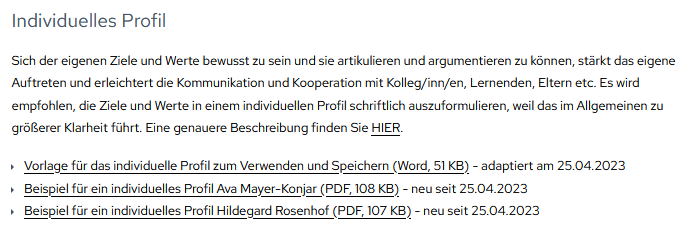 Individuelles Profil
Sich der eigenen Ziele und Werte bewusst zu sein und sie artikulieren und argumentieren zu können, stärkt das eigene
Auftreten und erleichtert die Kommunikation und Kooperation mit Kolleg/inn/en, Lernenden, Eltern etc. Es wird
empfohlen, die Ziele und Werte in einem individuellen Profil schriftlich auszuformulieren, weil das im Allgemeinen zu
größerer Klarheit führt. Eine genauere Beschreibung finden Sie HIER.
Vorlage für das individuelle Profil zum Verwenden und Speichern (Word, 51 KB) - adaptiert am 25.04.2023
Beispiel für ein individuelles Profil Ava Mayer-Konjar (PDF, 108 KB) - neu seit 25.04.2023
Beispiel für ein individuelles Profil Hildegard Rosenhof (PDF, 107 KB) - neu seit 25.04.2023